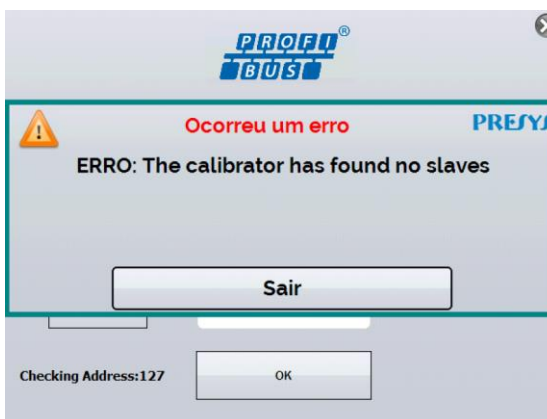 PROFI®
BUS
Ocorreu um erro
PRESYS
ERRO: The calibrator has found no slaves
Sair
Checking Address:127
OK